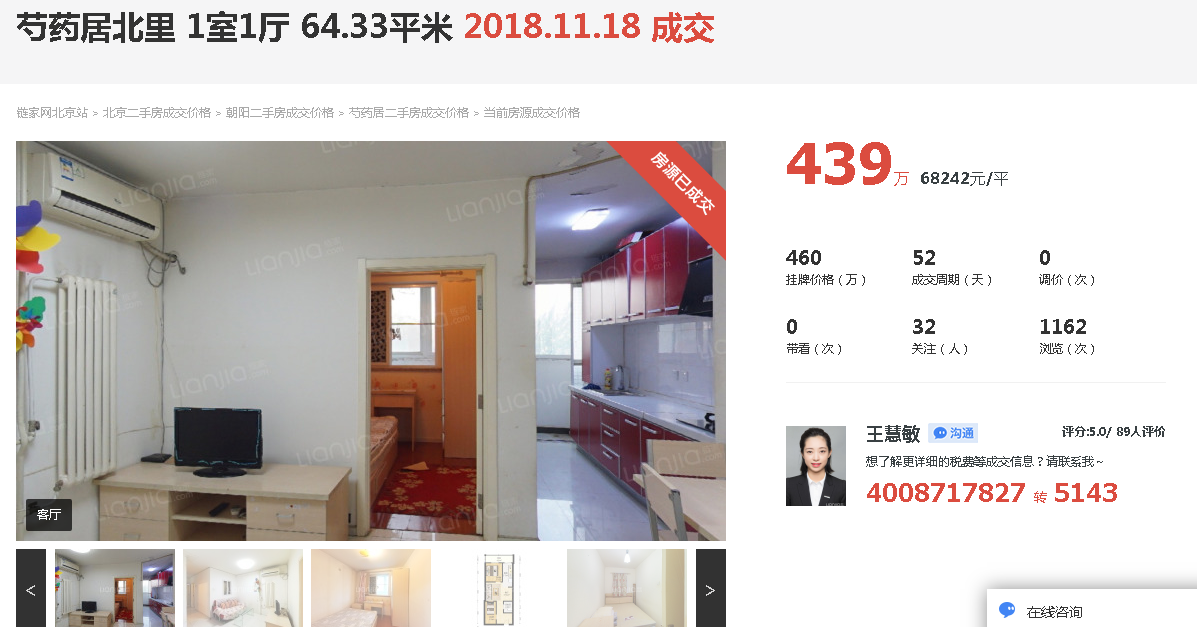 芍药居北里 1室1厅 64.33平米 2018.11.18 成交
链家网北京站 > 北京二手房成交价格 > 朝阳二手房成交价格 > 芍药居二手房成交价格 > 当前房源成交价格
房源已成交
lianjia
lianjia
lianjia
lianjia
lianjia
客厅
<
>
439万 68242元/平
460
挂牌价格（万）
52
成交周期（天）
0
调价（次）
0
带看（次）
32
关注（人）
1162
浏览（次）
王慧敏 沟通 评分:5.0/ 89人评价
想了解更详细的税费等成交信息？请联系我~
4008717827 转 5143
在线咨询